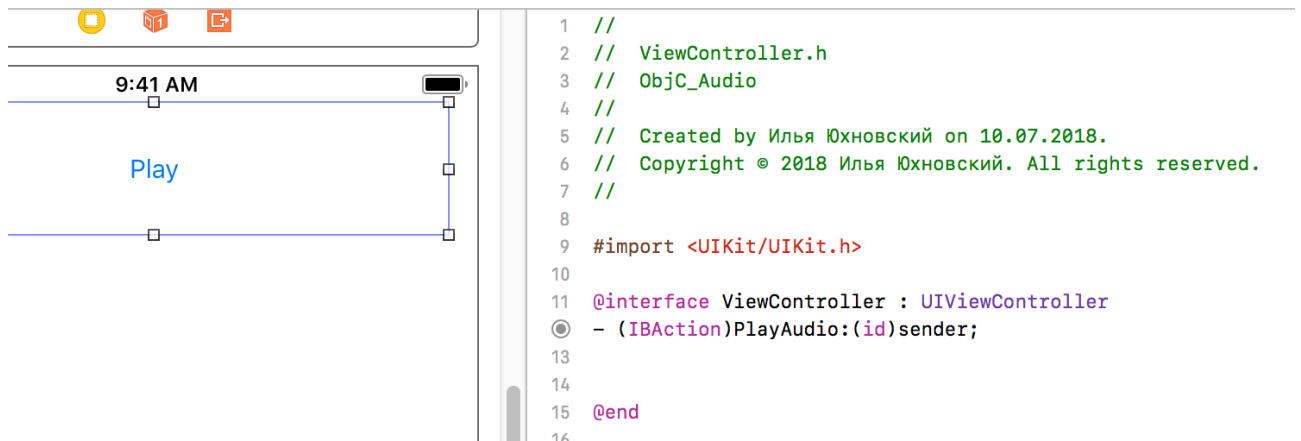 9:41 AM
Play
1 //
2 // ViewController.h
3 // ObjC_Audio
4 //
5 // Created by Илья Юхновский on 10.07.2018.
6 // Copyright © 2018 Илья Юхновский. All rights reserved.
7 //
8
9 #import <UIKit/UIKit.h>
10
11 @interface ViewController : UIViewController
- (IBAction)PlayAudio:(id)sender;
13
14
15 @end
16